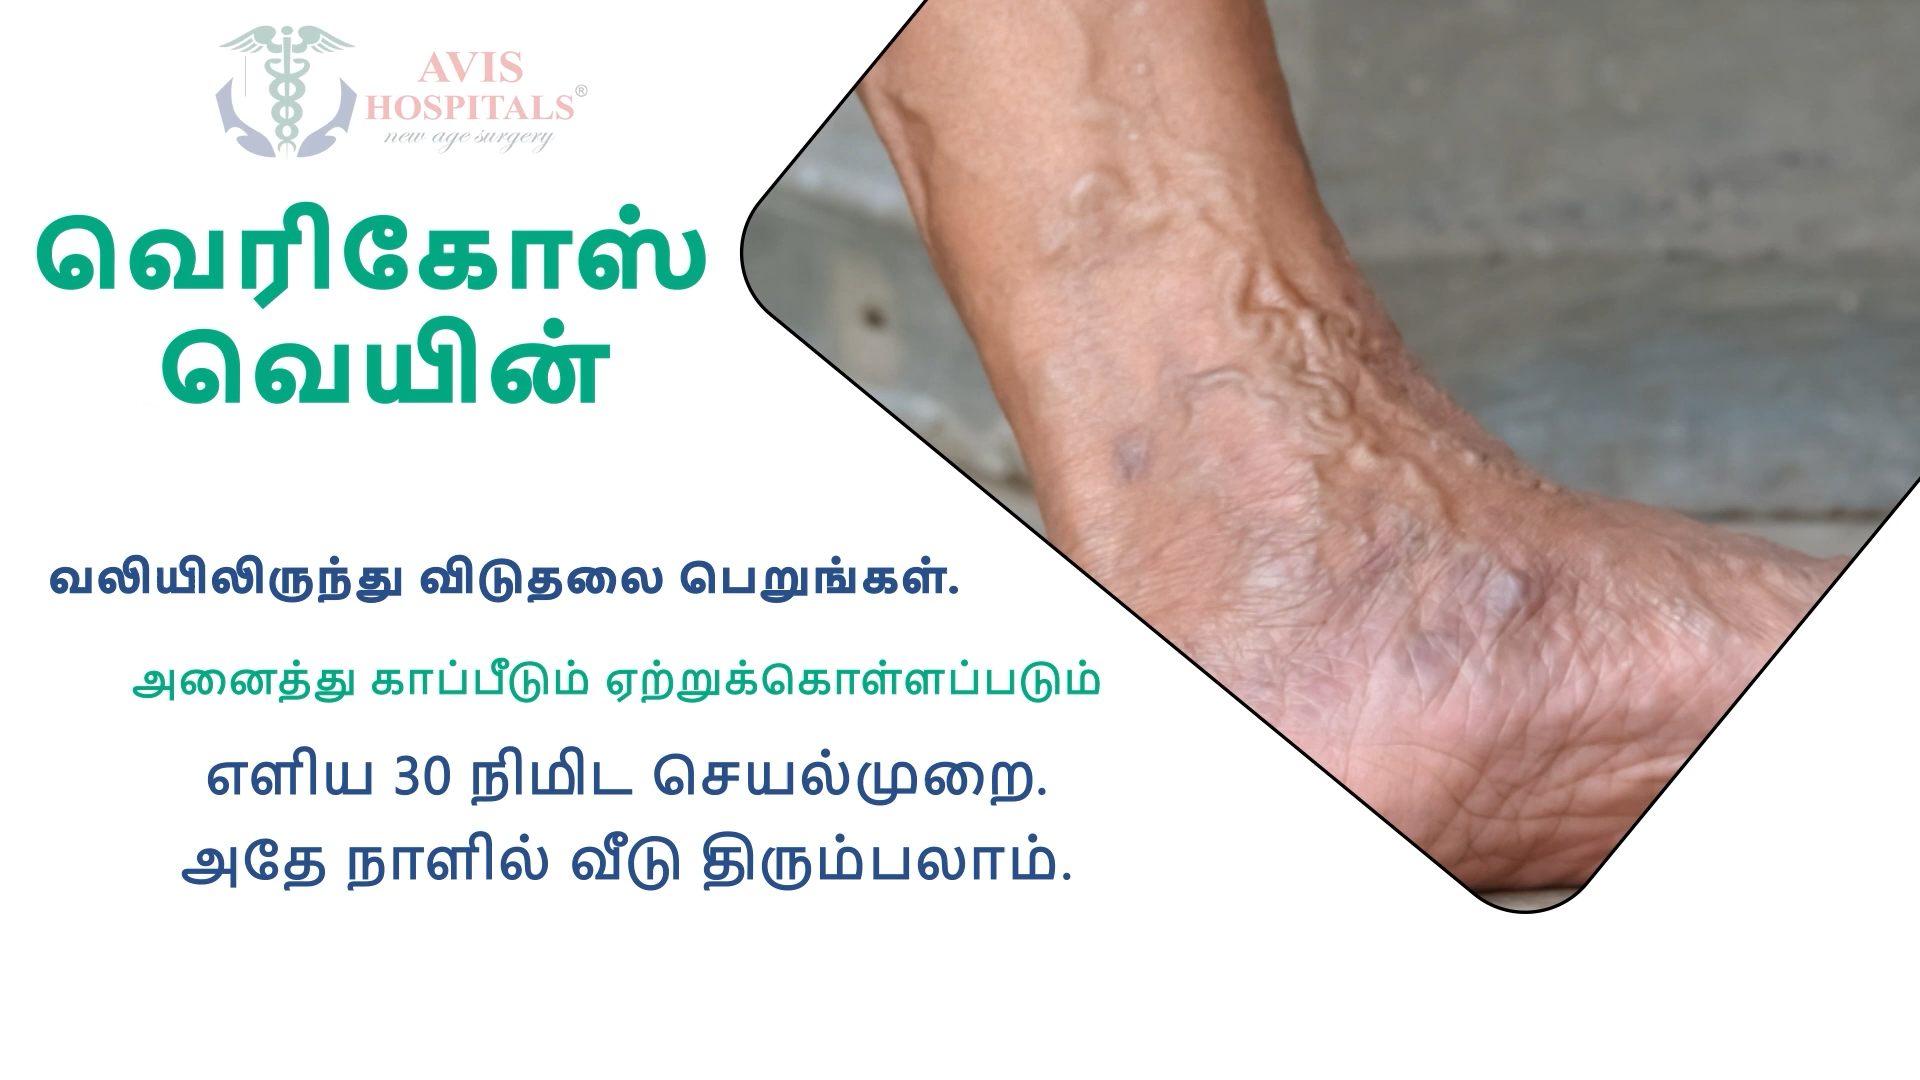 AVIS
HOSPITALS®
new age surgery
வெரிகோஸ்
வெயின்
வலியிலிருந்து விடுதலை பெறுங்கள்.
அனைத்து காப்பீடும் ஏற்றுக்கொள்ளப்படும்
எளிய 30 நிமிட செயல்முறை.
அதே நாளில் வீடு திரும்பலாம்.